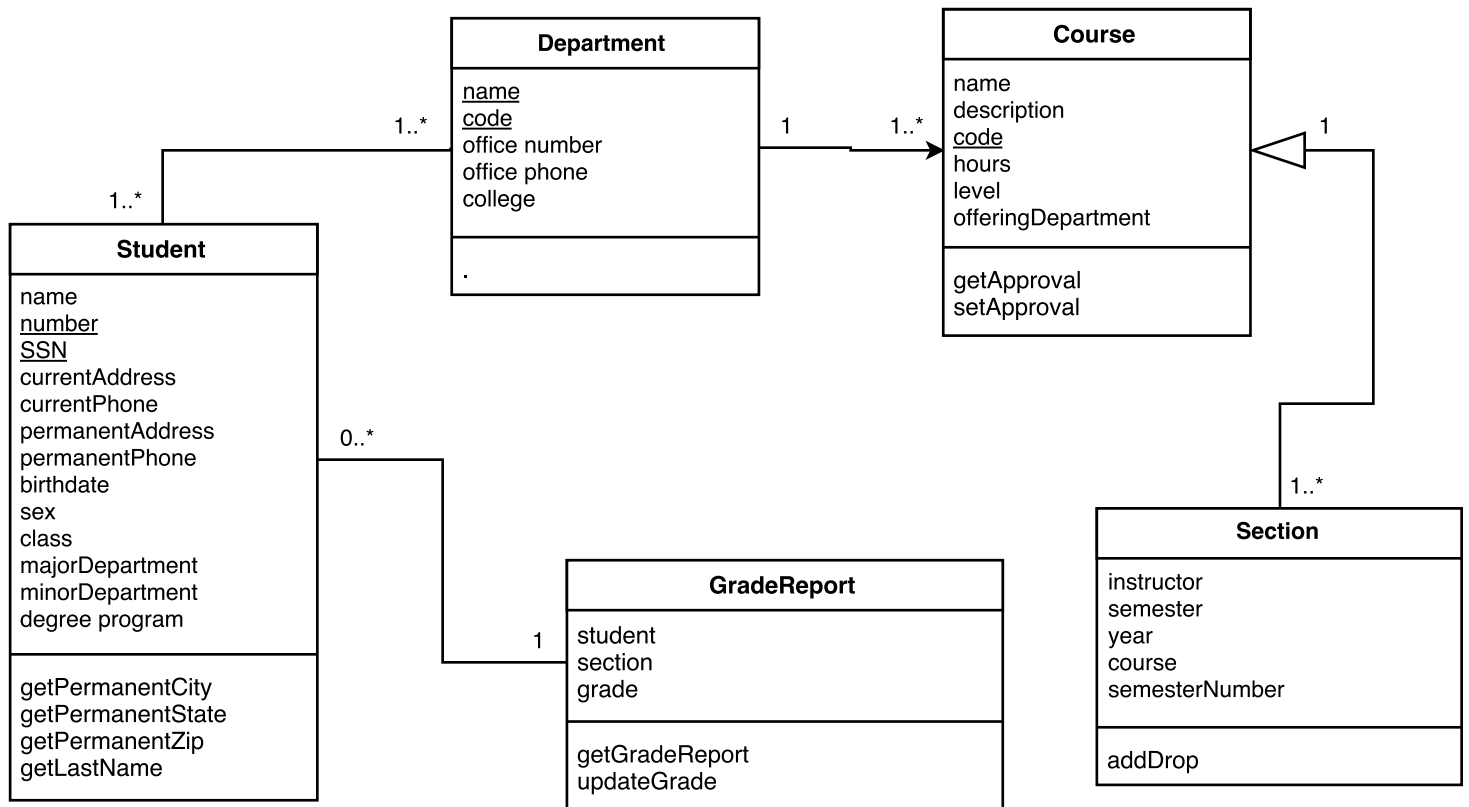 Department
name
code
office number
office phone
college
.
Course
name
description
code
hours
level
offeringDepartment
getApproval
setApproval
1..*
1..*
1
1..*
1
1..*
Student
name
number
SSN
currentAddress
currentPhone
permanentAddress
permanentPhone
birthdate
sex
class
majorDepartment
minorDepartment
degree program
getPermanentCity
getPermanentState
getPermanentZip
getLastName
0..*
1
GradeReport
student
section
grade
getGradeReport
updateGrade
Section
instructor
semester
year
course
semesterNumber
addDrop